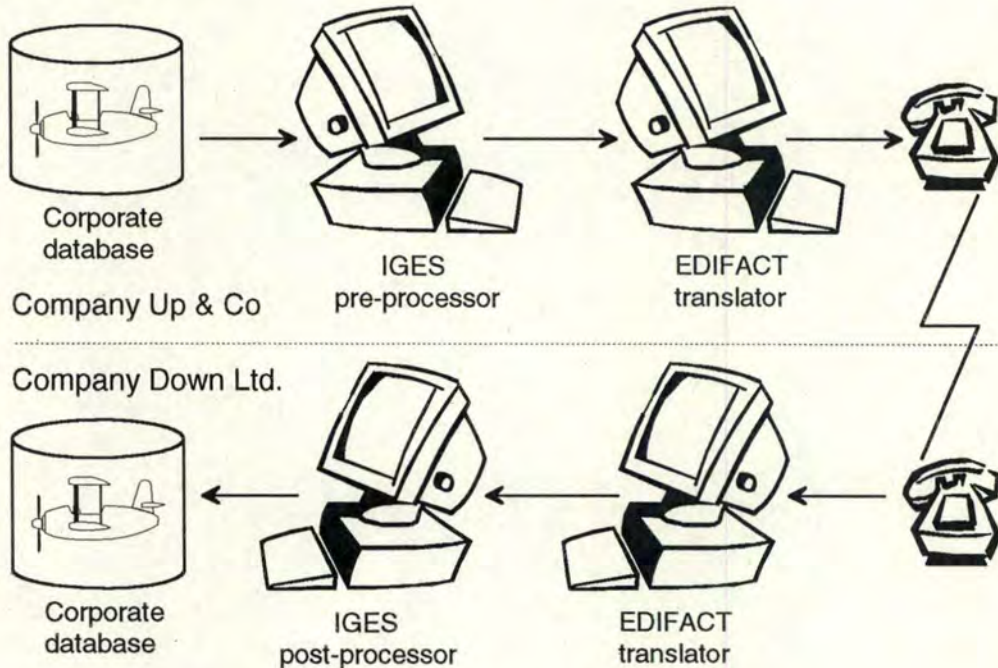 Corporate
database
IGES
pre-processor
EDIFACT
translator
Company Up & Co
Company Down Ltd.
Corporate
database
IGES
post-processor
EDIFACT
translator